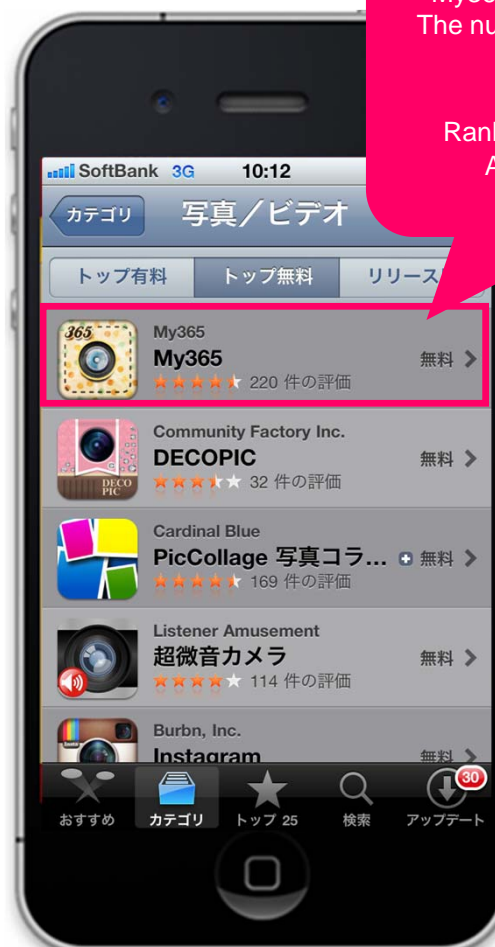 The
Rank
SoftBank 3G 10:12
カテゴリ 写真／ビデオ
トップ有料 トップ無料
365
My365
My365
220 件の評価 無料
Community Factory Inc.
DECOPIC
32 件の評価 無料
DECO
PIC
Cardinal Blue
PicCollage 写真コラ... 無料
169 件の評価
Listener Amusement
超微音カメラ
114 件の評価 無料
Burbn, Inc.
Instagram 無料
30
おすすめ カテゴリ トップ 25 検索 アップデート